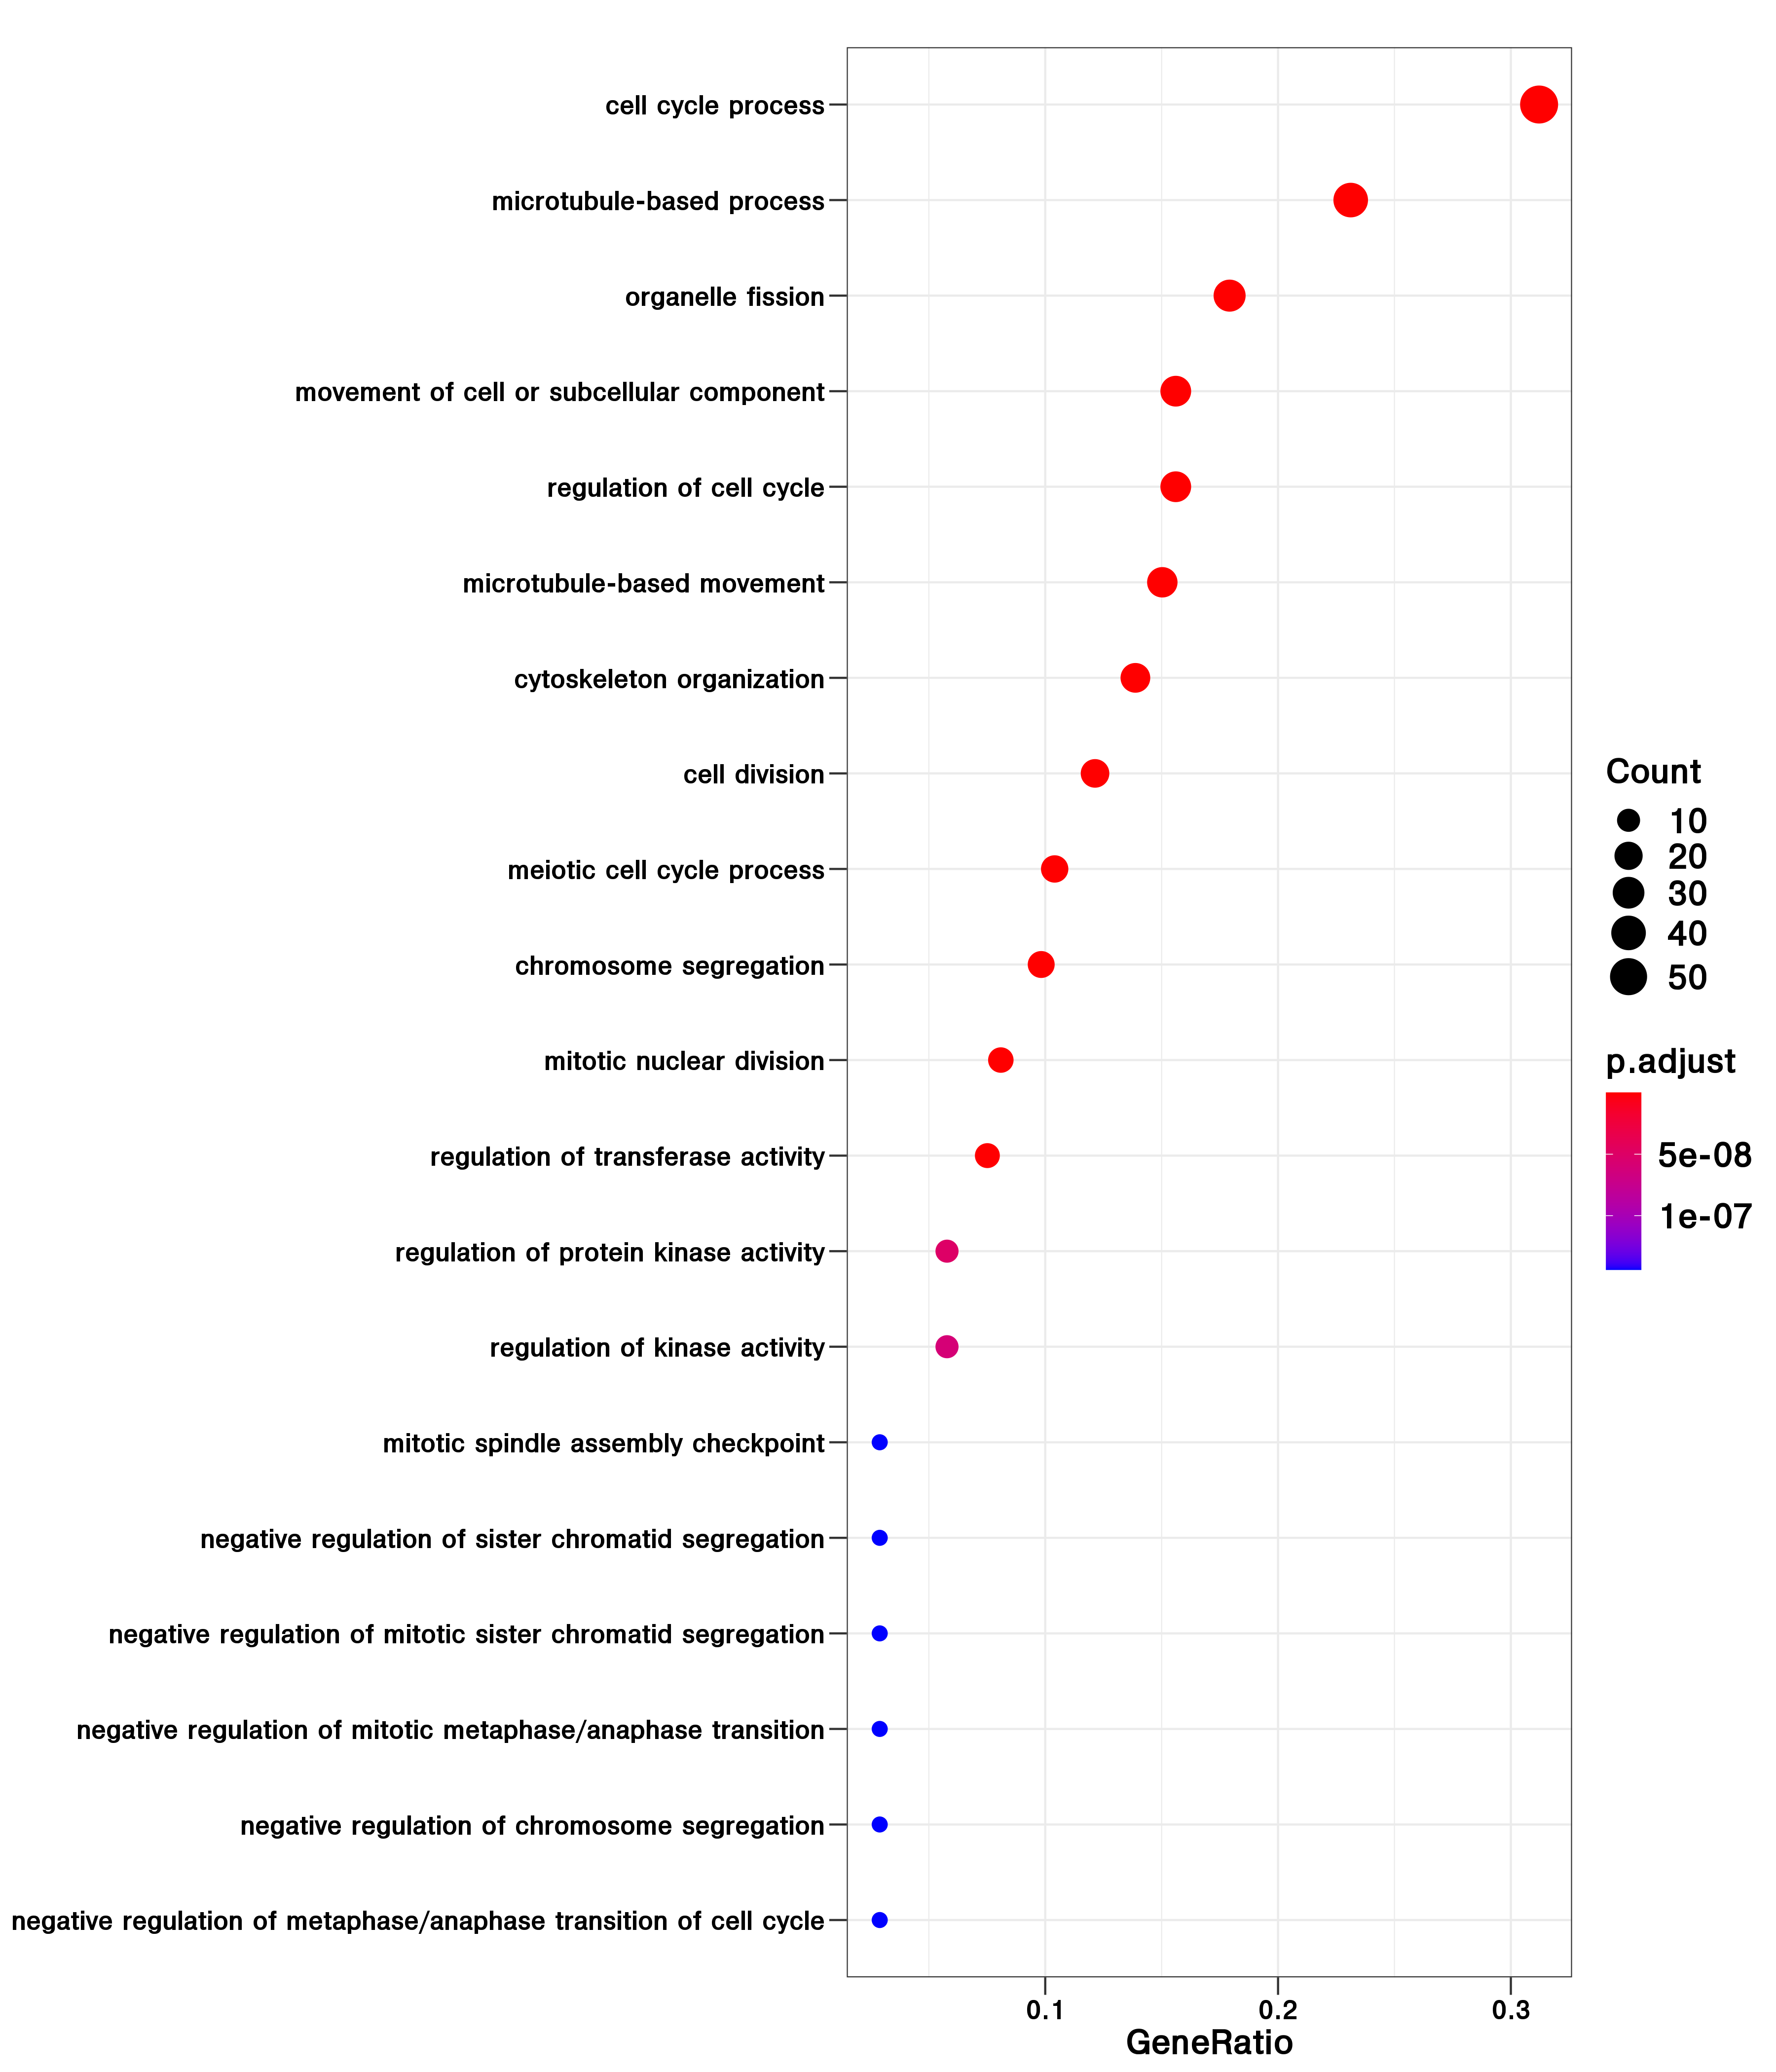 cell cycle process
microtubule-based process
organelle fission
movement of cell or subcellular component
regulation of cell cycle
microtubule-based movement
cytoskeleton organization
cell division
meiotic cell cycle process
chromosome segregation
mitotic nuclear division
regulation of transferase activity
regulation of protein kinase activity
regulation of kinase activity
mitotic spindle assembly checkpoint
negative regulation of sister chromatid segregation
negative regulation of mitotic sister chromatid segregation
negative regulation of mitotic metaphase/anaphase transition
negative regulation of chromosome segregation
negative regulation of metaphase/anaphase transition of cell cycle
0.1 0.2 0.3
GeneRatio
Count
10
20
30
40
50
p.adjust
5e-08
1e-07